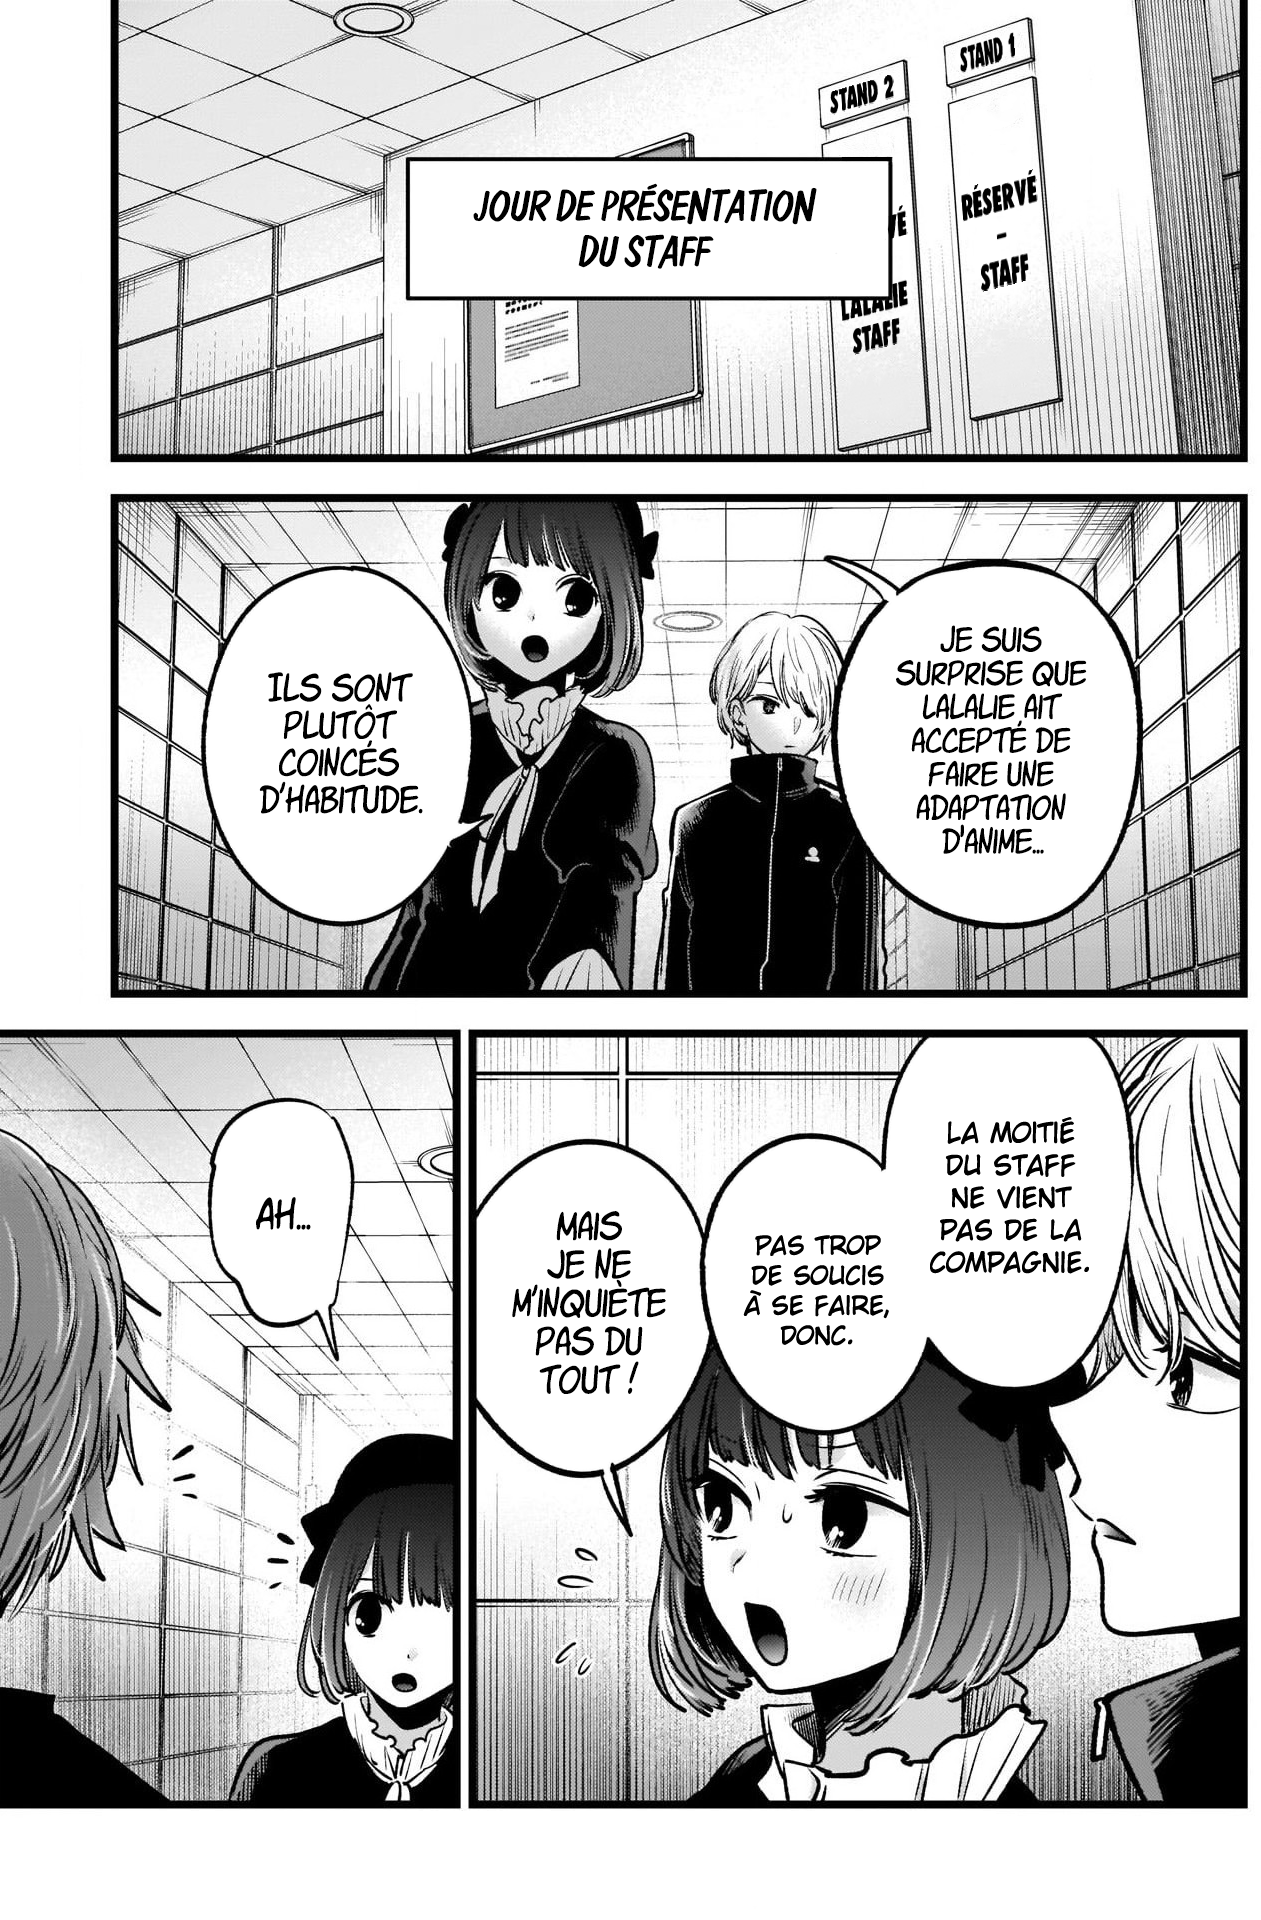 STAND 1
STAND 2
RÉSERVÉ
-
STAFF
LALALIE
STAFF
JOUR DE PRÉSENTATION
DU STAFF
JE SUIS
SURPRISE QUE
LALALIE AIT
ACCEPTÉ DE
FAIRE UNE
ADAPTATION
D'ANIME...
ILS SONT
PLUTÔT
COINCÉS
D'HABITUDE.
LA MOITIÉ
DU STAFF
NE VIENT
PAS DE LA
COMPAGNIE.
PAS TROP
DE SOUCIS
À SE FAIRE,
DONC.
MAIS
JE NE
M'INQUIÈTE
PAS DU
TOUT !
AH...